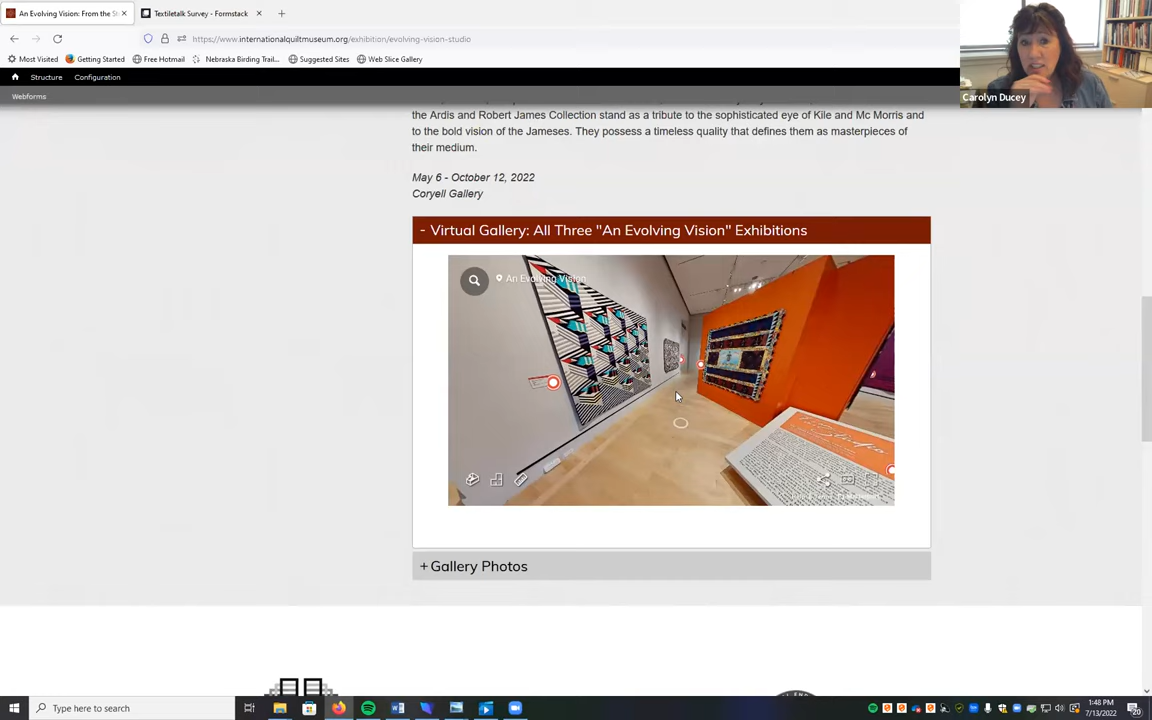 An Evolving Vision: From the S
Textiletalk Survey - Formstack
https://www.internationalquiltmuseum.org/exhibition/evolving-vision-studio
Most Visited
Getting Started
Free Hotmail
Nebraska Birding Trail...
Suggested Sites
Web Slice Gallery
Structure
Configuration
Webforms
Carolyn Ducey
the Ardis and Robert James Collection stand as a tribute to the sophisticated eye of Kile and Mc Morris and
to the bold vision of the Jameses. They possess a timeless quality that defines them as masterpieces of
their medium.
May 6 - October 12, 2022
Coryell Gallery
- Virtual Gallery: All Three "An Evolving Vision" Exhibitions
An Evolving Vision
+ Gallery Photos
Type here to search
1:48 PM
7/13/2022
20